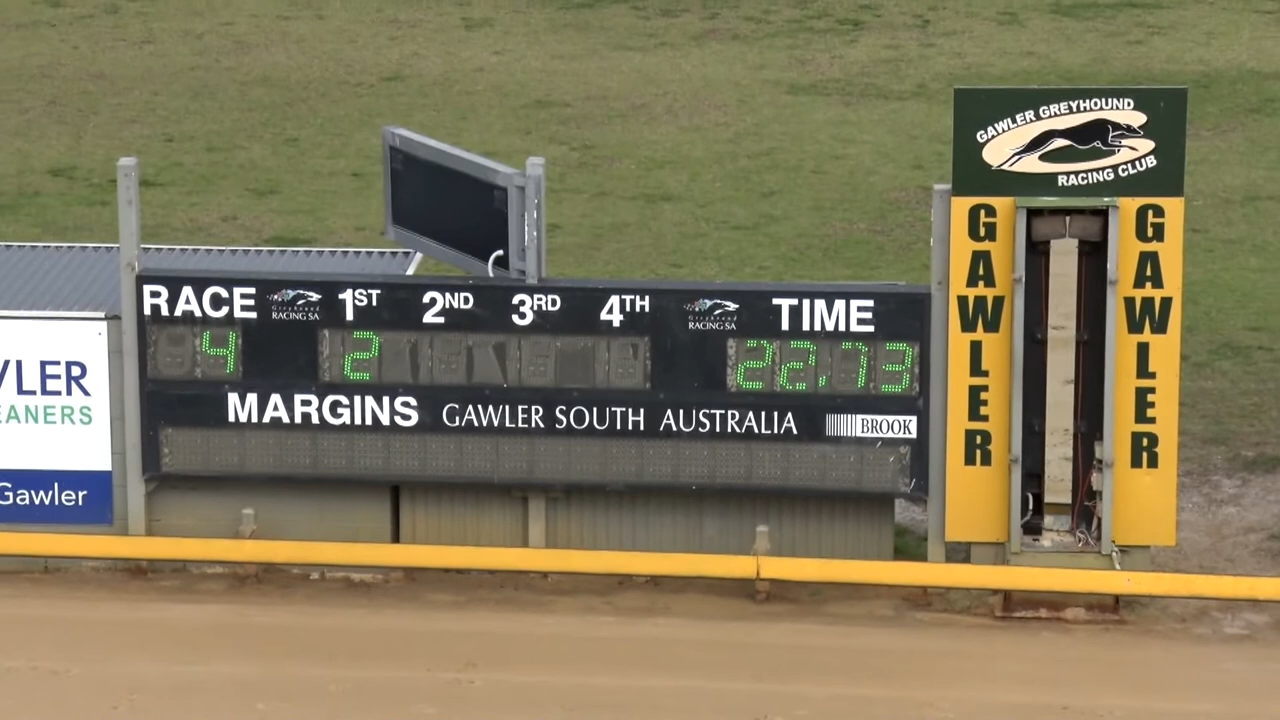 GAWLER GREYHOUND
RACING CLUB
GAWLER
GAWLER
RACE
Greyhound
RACING SA
1ST
2ND
3RD
4TH
Greyhound
RACING SA
TIME
4
2
22.73
MARGINS
GAWLER SOUTH AUSTRALIA
BROOK
VLER
EANERS
Gawler